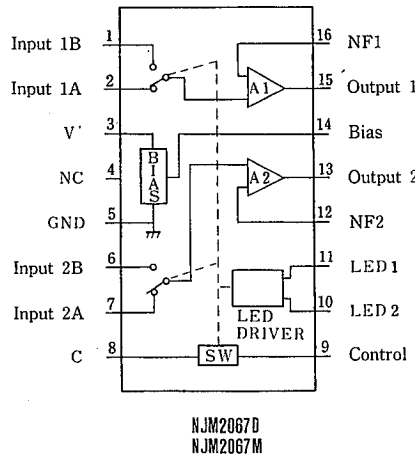 Input 1B 1
Input 1A 2
V' 3
NC 4
GND 5
Input 2B 6
Input 2A 7
C 8
16 NF1
15 Output 1
14 Bias
13 Output 2
12 NF2
11 LED1
10 LED2
9 Control
A1
BIAS
A2
LED
DRIVER
SW
NJM2067D
NJM2067M